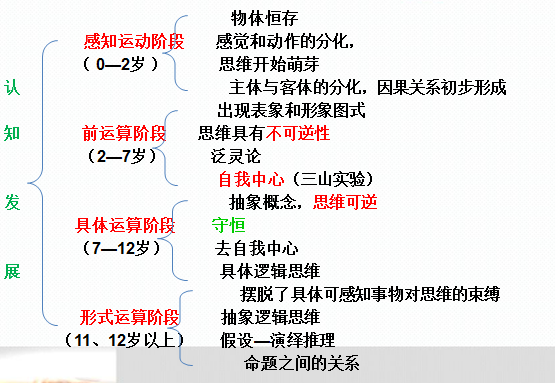 认知发展
感知运动阶段
（ 0—2岁 ）
物体恒存
感觉和动作的分化，
思维开始萌芽
主体与客体的分化，因果关系初步形成
前运算阶段
（2—7岁）
出现表象和形象图式
思维具有不可逆性
泛灵论
自我中心（三山实验）
具体运算阶段
（7—12岁）
抽象概念，思维可逆
守恒
去自我中心
具体逻辑思维
形式运算阶段
（11、12岁以上）
摆脱了具体可感知事物对思维的束缚
抽象逻辑思维
假设—演绎推理
命题之间的关系